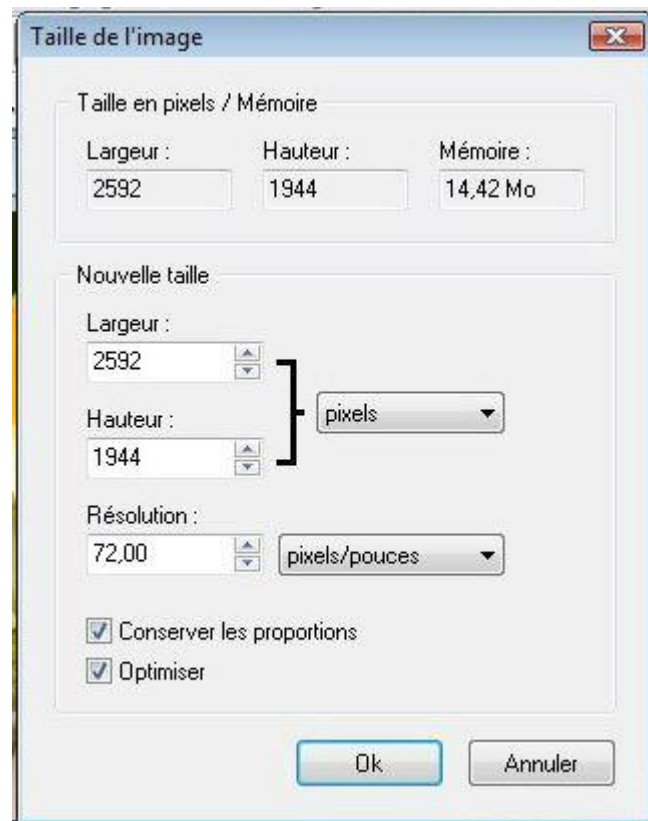 Taille de l'image
Taille en pixels / Mémoire
Largeur : Hauteur : Mémoire :
2592 1944 14,42 Mo
Nouvelle taille
Largeur :
2592
pixels
Hauteur :
1944
Résolution :
72,00 pixels/pouces
Conserver les proportions
Optimiser
Ok Annuler